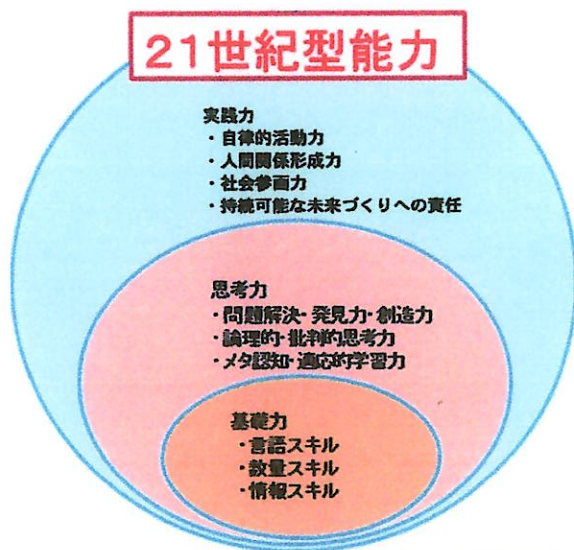 21世紀型能力
実践力
・自律的活動力
・人間関係形成力
・社会参画力
・持続可能な未来づくりへの責任
思考力
・問題解決・発見力・創造力
・論理的・批判的思考力
・メタ認知・適応的学習力
基礎力
・言語スキル
・数量スキル
・情報スキル